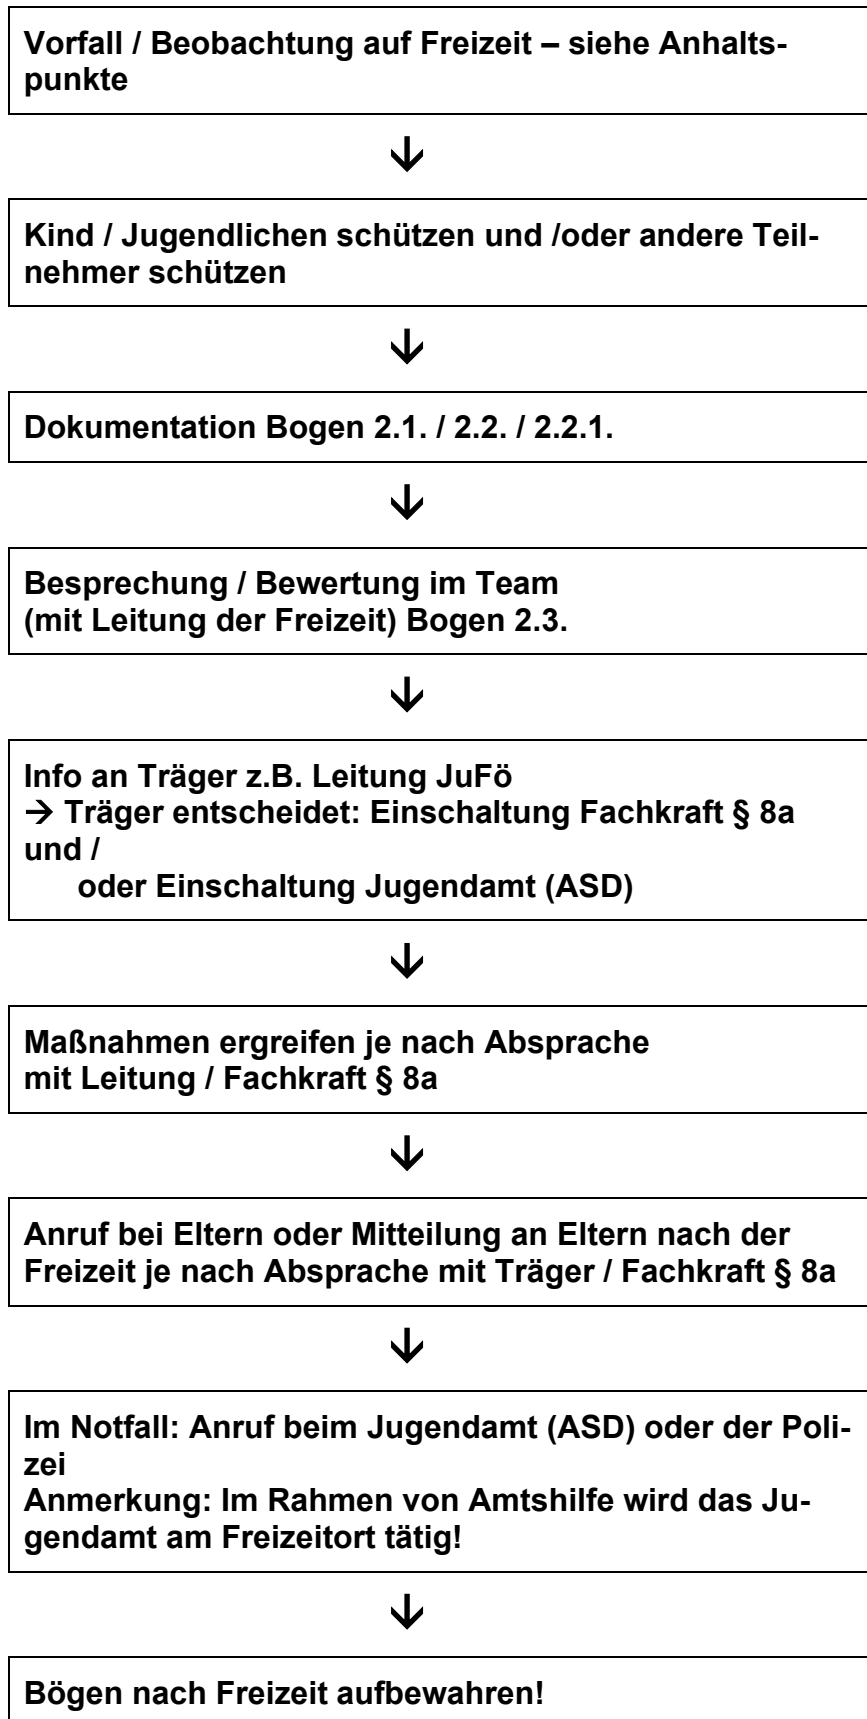 Vorfall / Beobachtung auf Freizeit – siehe Anhalts-
punkte
↓
Kind / Jugendlichen schützen und /oder andere Teil-
nehmer schützen
↓
Dokumentation Bogen 2.1. / 2.2. / 2.2.1.
↓
Besprechung / Bewertung im Team
(mit Leitung der Freizeit) Bogen 2.3.
↓
Info an Träger z.B. Leitung JuFö
→ Träger entscheidet: Einschaltung Fachkraft § 8a
und /
oder Einschaltung Jugendamt (ASD)
↓
Maßnahmen ergreifen je nach Absprache
mit Leitung / Fachkraft § 8a
↓
Anruf bei Eltern oder Mitteilung an Eltern nach der
Freizeit je nach Absprache mit Träger / Fachkraft § 8a
↓
Im Notfall: Anruf beim Jugendamt (ASD) oder der Poli-
zei
Anmerkung: Im Rahmen von Amtshilfe wird das Ju-
gendamt am Freizeitort tätig!
↓
Bögen nach Freizeit aufbewahren!